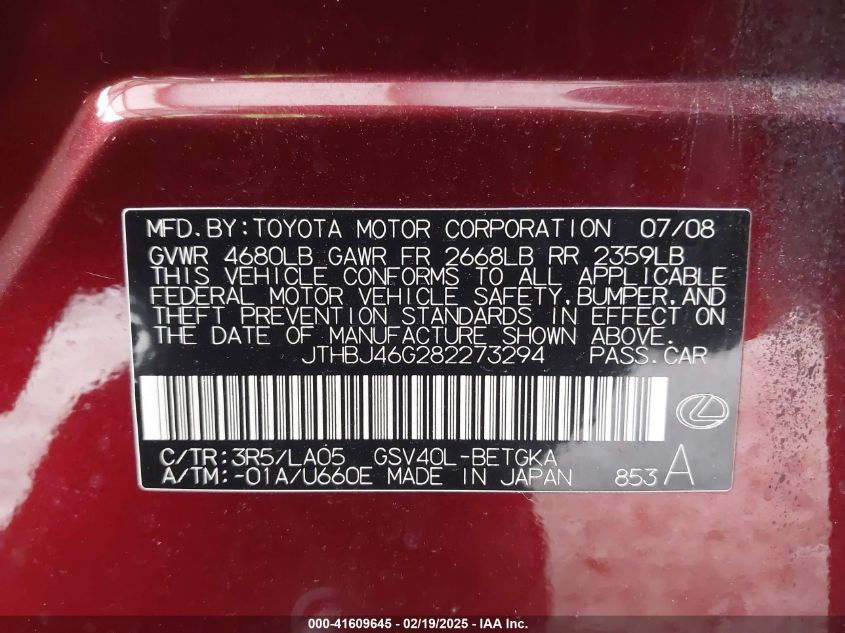 MFD. BY: TOYOTA MOTOR CORPORATION 07/08
GVWR 4680LB GAWR FR 2668LB RR 2359LB
THIS VEHICLE CONFORMS TO ALL APPLICABLE
FEDERAL MOTOR VEHICLE SAFETY, BUMPER, AND
THEFT PREVENTION STANDARDS IN EFFECT ON
THE DATE OF MANUFACTURE SHOWN ABOVE.
JTHBJ46G282273294 PASS. CAR
C/TR: 3R5/LA05 GSV40L-BETGKA
A/TM: -01A/U660E MADE IN JAPAN 853 A
000-41609645 - 02/19/2025 - IAA Inc.